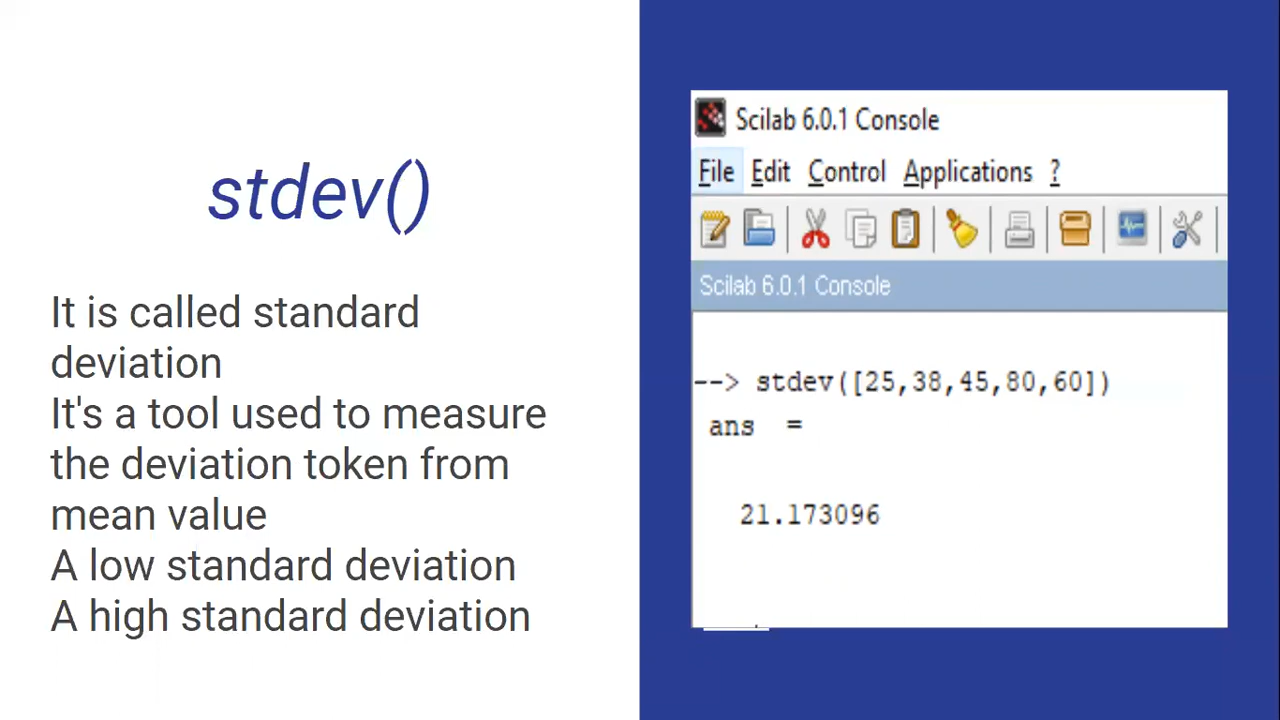 stdev()
It is called standard
deviation
It's a tool used to measure
the deviation token from
mean value
A low standard deviation
A high standard deviation
Scilab 6.0.1 Console
File Edit Control Applications ?
Scilab 6.0.1 Console
--> stdev([25,38,45,80,60])
ans =
21.173096